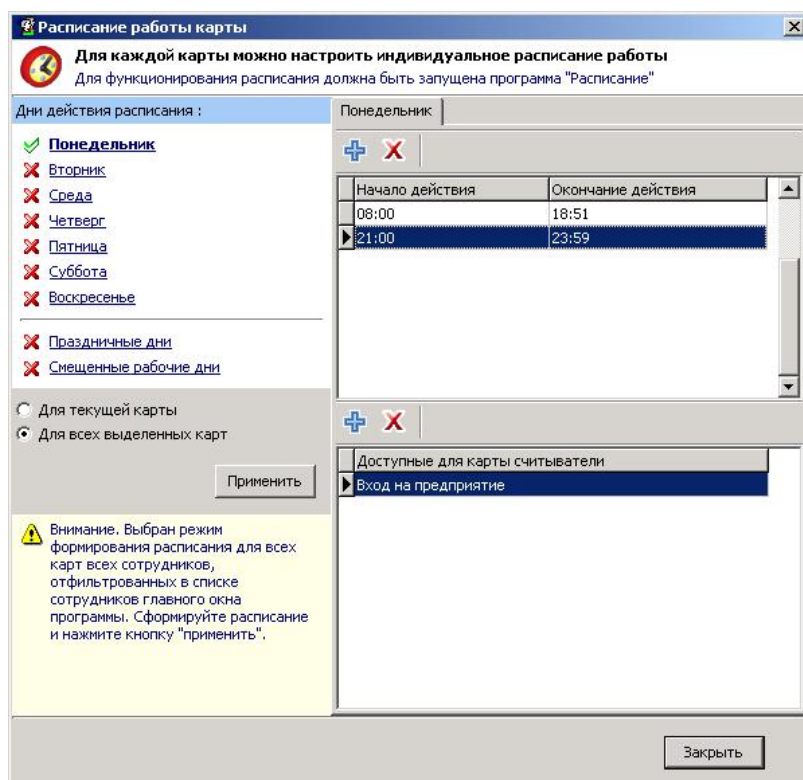 Расписание работы карты
Для каждой карты можно настроить индивидуальное расписание работы
Для функционирования расписания должна быть запущена программа "Расписание"
Дни действия расписания :
Понедельник
Вторник
Среда
Четверг
Пятница
Суббота
Воскресенье
Праздничные дни
Смещенные рабочие дни
Для текущей карты
Для всех выделенных карт
Применить
Внимание. Выбран режим
формирования расписания для всех
карт всех сотрудников,
отфильтрованных в списке
сотрудников главного окна
программы. Сформируйте расписание
и нажмите кнопку "применить".
Понедельник
Начало действия Окончание действия
08:00 18:51
21:00 23:59
Доступные для карты считыватели
Вход на предприятие
Закрыть